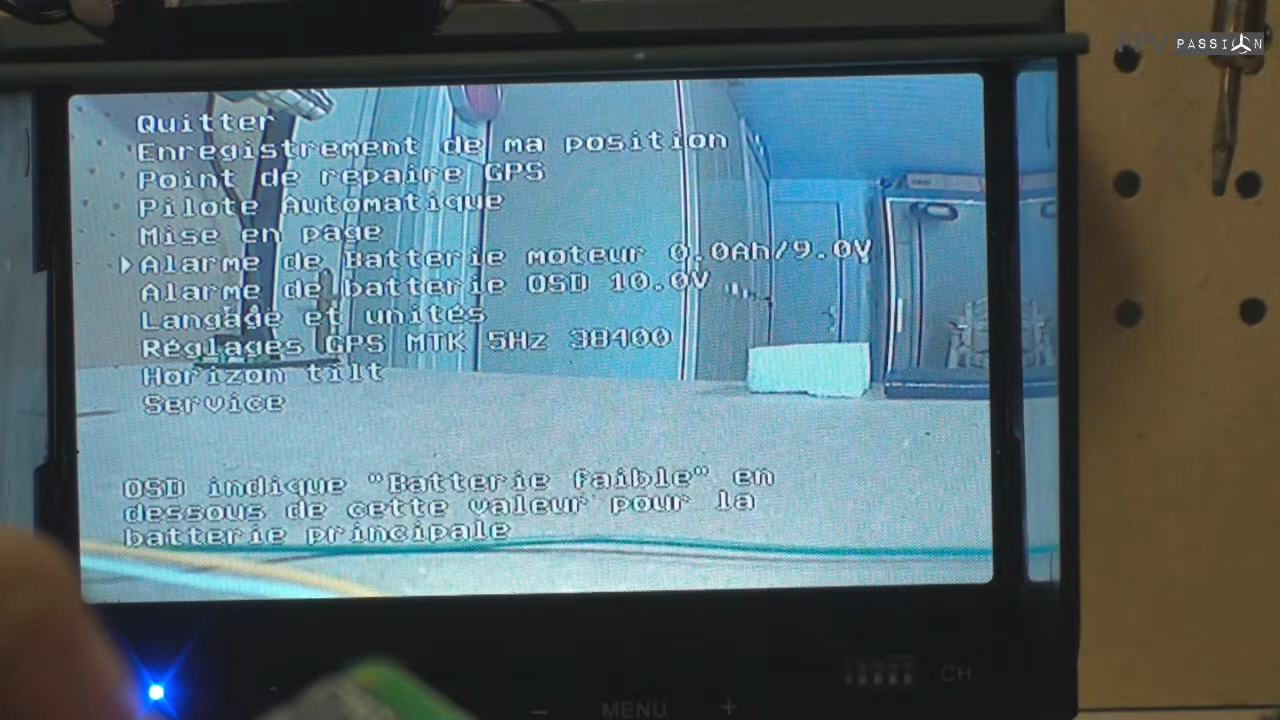 FPV PASSION
Quitter
Enregistrement de ma position
Point de repaire GPS
Pilote Automatique
Mise en page
Alarme de Batterie moteur 0.0Ah/9.0V
Alarme de batterie OSD 10.0V
Langage et unités
Réglages GPS MTK 5Hz 38400
Horizon tilt
Service
OSD indique "Batterie faible" en
dessous de cette valeur pour la
batterie principale
CH
- MENU +